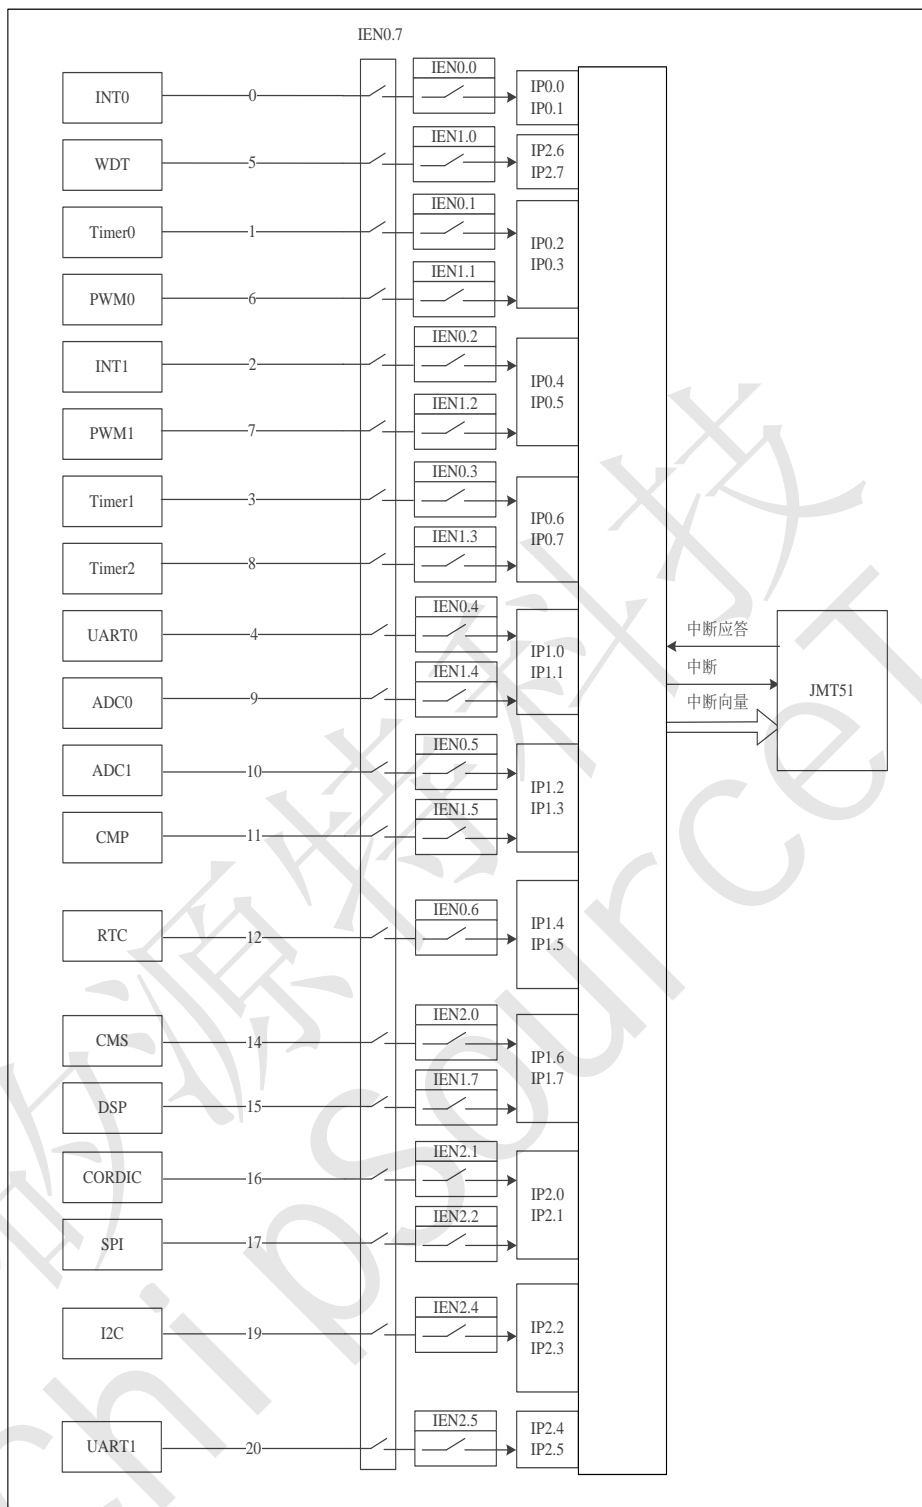 IEN0.7
INT0
0
IEN0.0
IP0.0
IP0.1
WDT
5
IEN1.0
IP2.6
IP2.7
Timer0
1
IEN0.1
IP0.2
IP0.3
PWM0
6
IEN1.1
INT1
2
IEN0.2
IP0.4
IP0.5
PWM1
7
IEN1.2
Timer1
3
IEN0.3
IP0.6
IP0.7
Timer2
8
IEN1.3
UART0
4
IEN0.4
IP1.0
IP1.1
ADC0
9
IEN1.4
中断应答
中断
中断向量
JMT51
ADC1
10
IEN0.5
IP1.2
IP1.3
CMP
11
IEN1.5
RTC
12
IEN0.6
IP1.4
IP1.5
CMS
14
IEN2.0
IP1.6
IP1.7
DSP
15
IEN1.7
CORDIC
16
IEN2.1
IP2.0
IP2.1
SPI
17
IEN2.2
I2C
19
IEN2.4
IP2.2
IP2.3
UART1
20
IEN2.5
IP2.4
IP2.5
源特科技
hipSourceT